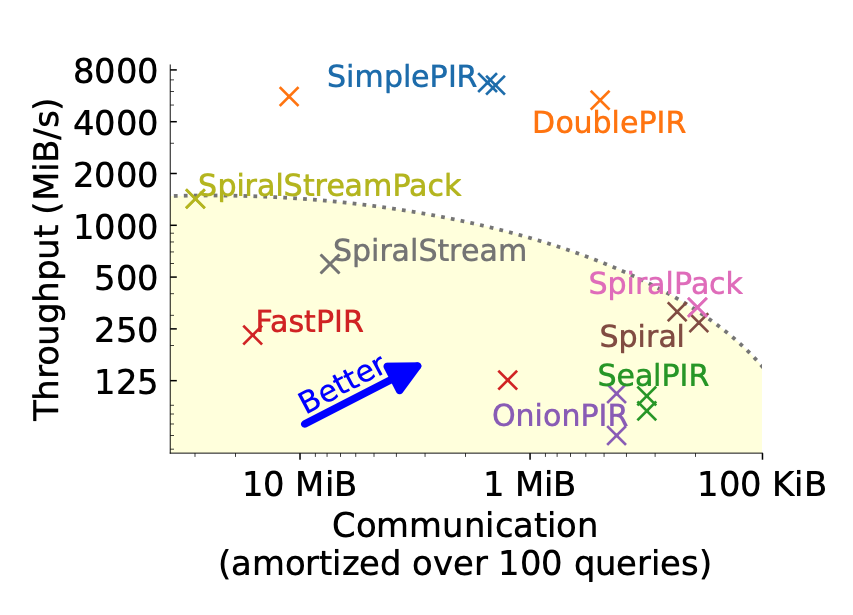 8000
4000
2000
1000
500
250
125
Throughput (MiB/s)
SimplePIR
DoublePIR
SpiralStreamPack
SpiralStream
SpiralPack
FastPIR
Spiral
Better
SealPIR
OnionPIR
10 MiB
1 MiB
100 KiB
Communication
(amortized over 100 queries)